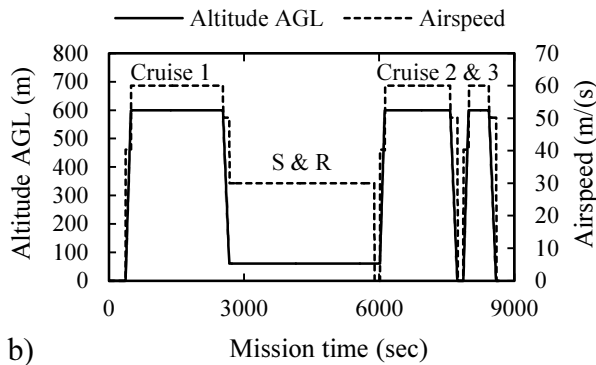 Altitude AGL Airspeed
800 70
700 60
600 50
500 40
400 30
300 20
200 10
100 0
0
Altitude AGL (m)
Airspeed (m/(s)
Cruise 1 Cruise 2 & 3
S & R
0 3000 6000 9000
b) Mission time (sec)